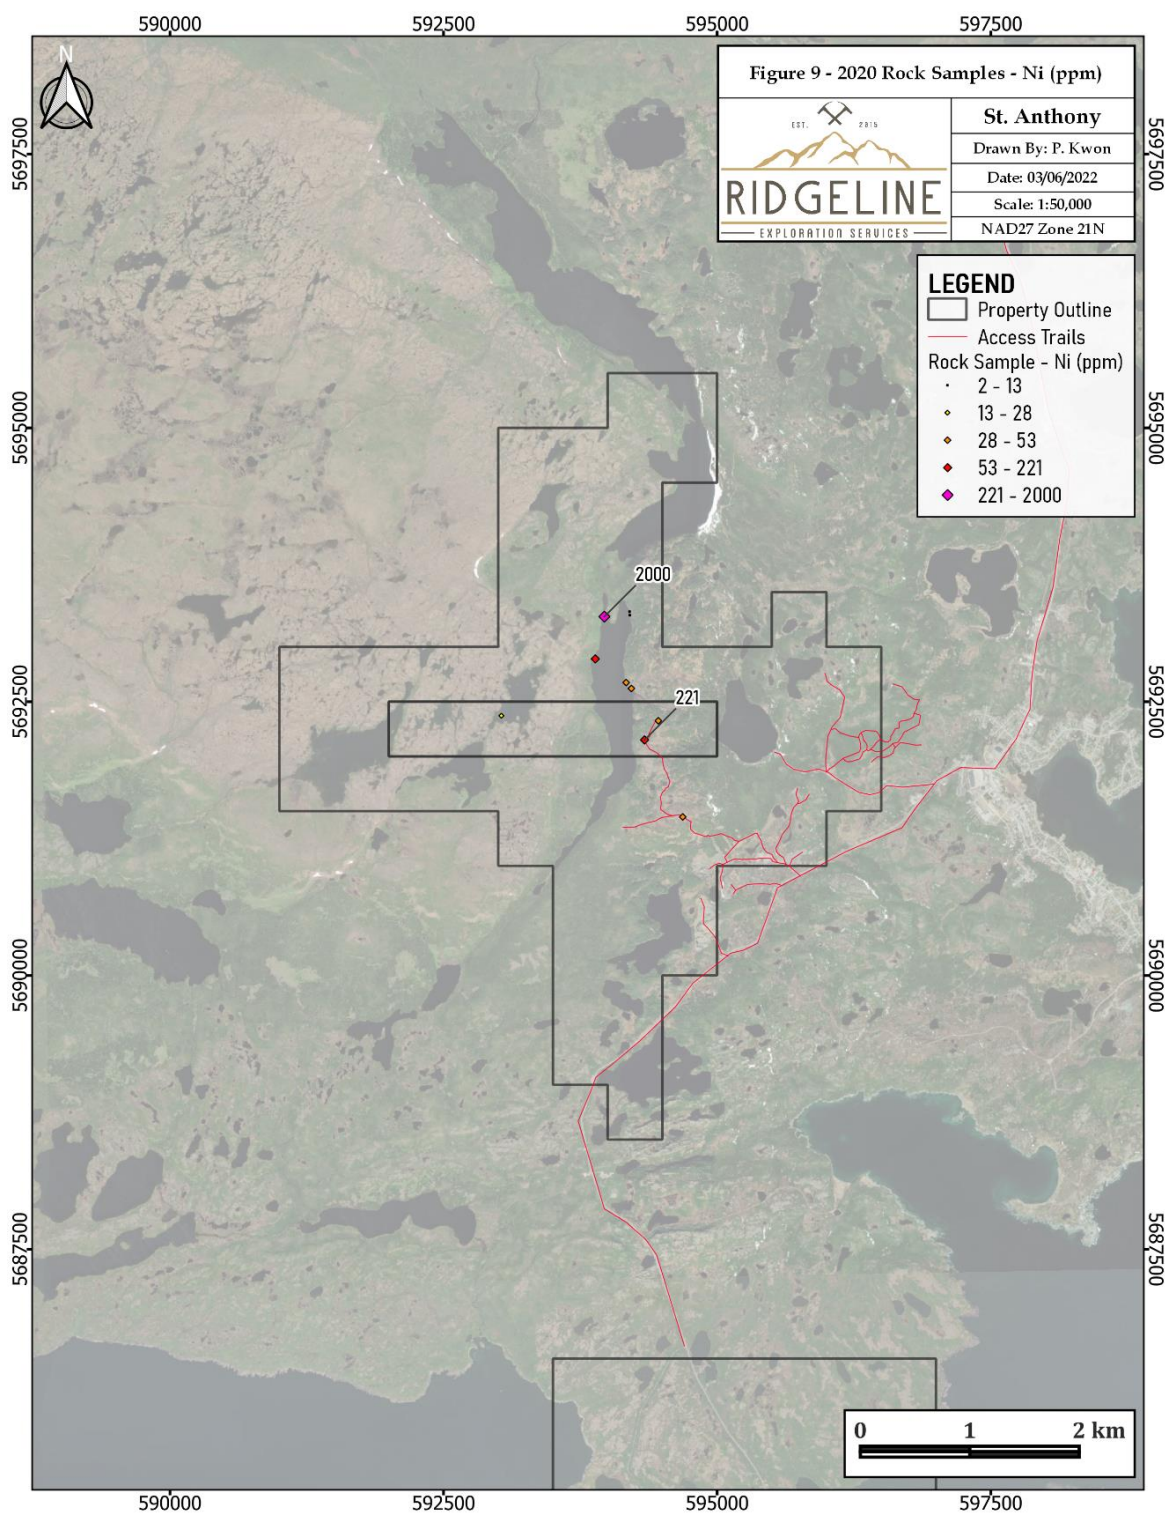 590000
592500
595000
597500
N
Figure 9 - 2020 Rock Samples - Ni (ppm)
EST. 2015
RIDGELINE
EXPLORATION SERVICES
St. Anthony
Drawn By: P. Kwon
Date: 03/06/2022
Scale: 1:50,000
NAD27 Zone 21N
5697500
5697500
LEGEND
Property Outline
Access Trails
Rock Sample - Ni (ppm)
2 - 13
13 - 28
28 - 53
53 - 221
221 - 2000
5695000
5695000
2000
221
5692500
5692500
5690000
5690000
5687500
5687500
0 1 2 km
590000
592500
595000
597500